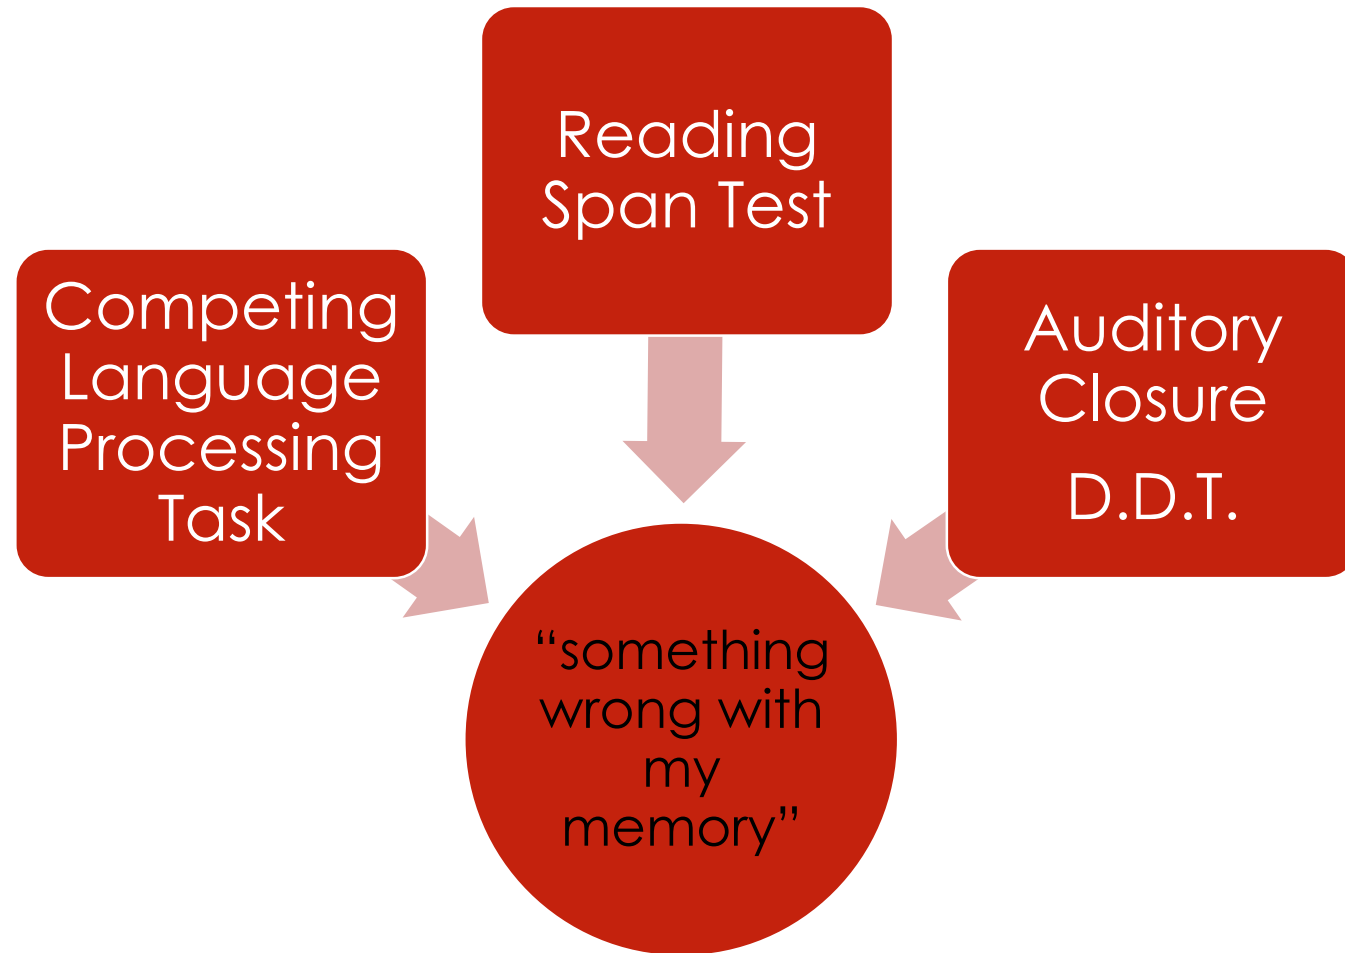 Reading
Span Test
Competing
Language
Processing
Task
Auditory
Closure
D.D.T.
“something
wrong with
my
memory”